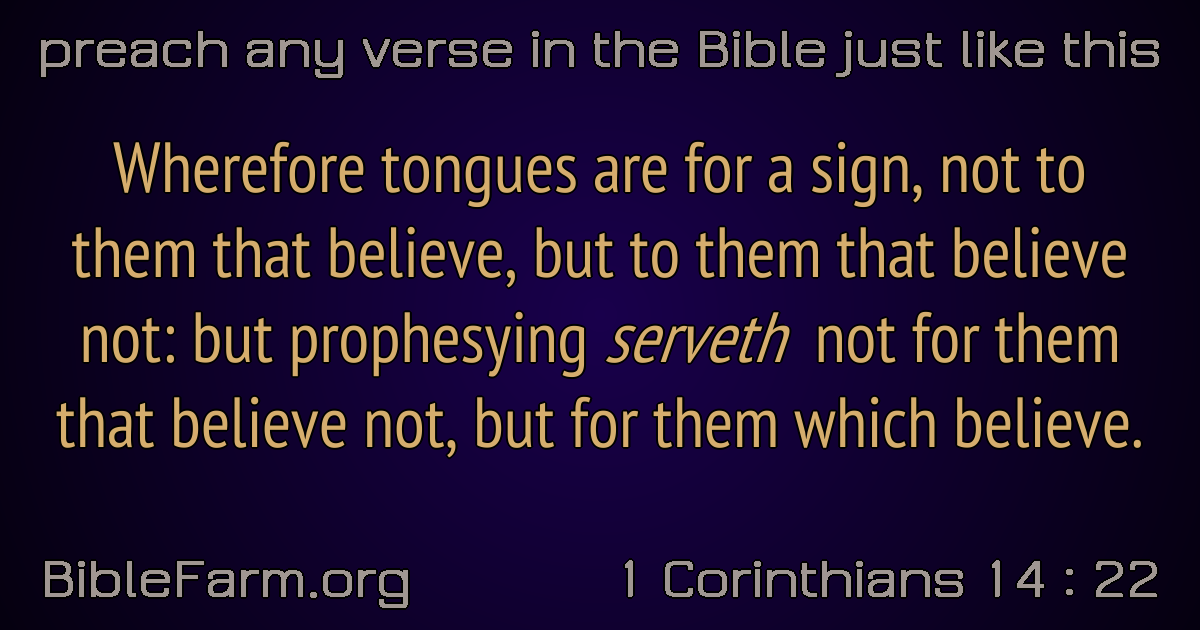 preach any verse in the Bible just like this
Wherefore tongues are for a sign, not to
them that believe, but to them that believe
not: but prophesying serveth not for them
that believe not, but for them which believe.
BibleFarm.org
1 Corinthians 14 : 22